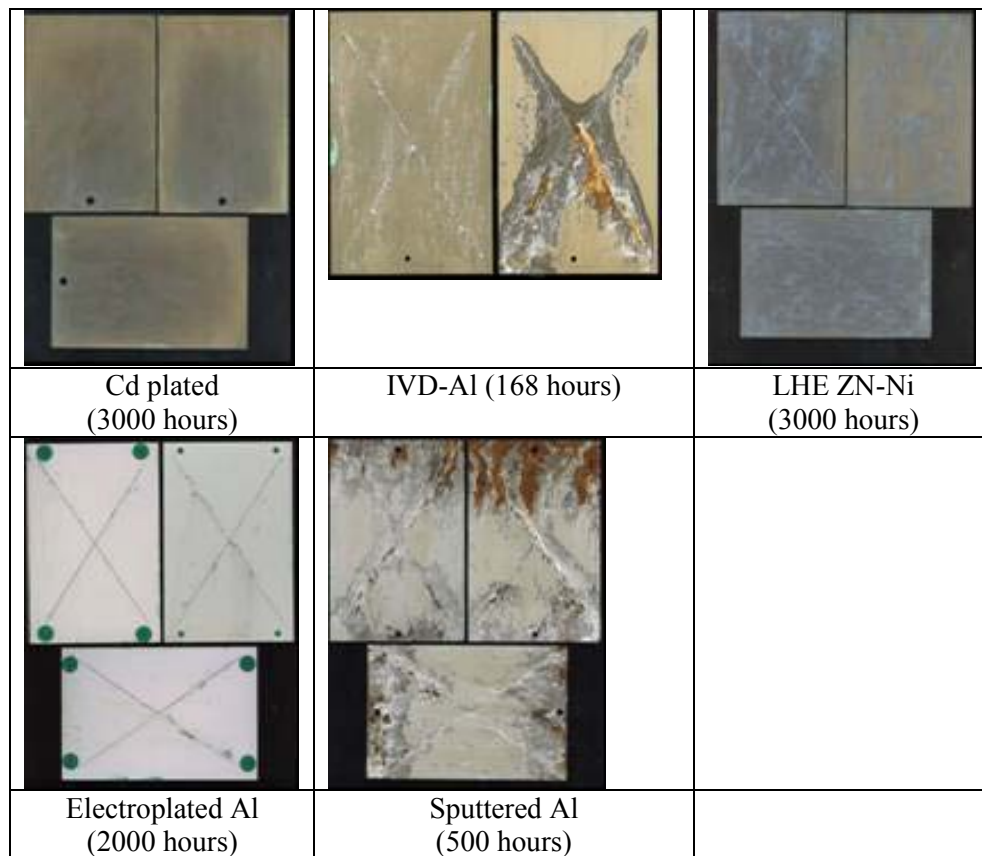 Cd plated
(3000 hours)
IVD-Al (168 hours)
LHE ZN-Ni
(3000 hours)
Electroplated Al
(2000 hours)
Sputtered Al
(500 hours)